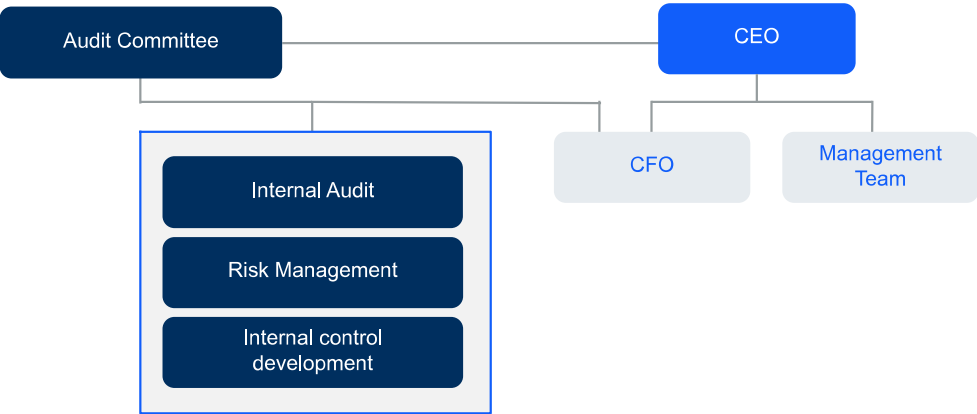 Audit Committee
CEO
Internal Audit
CFO
Management
Team
Risk Management
Internal control
development